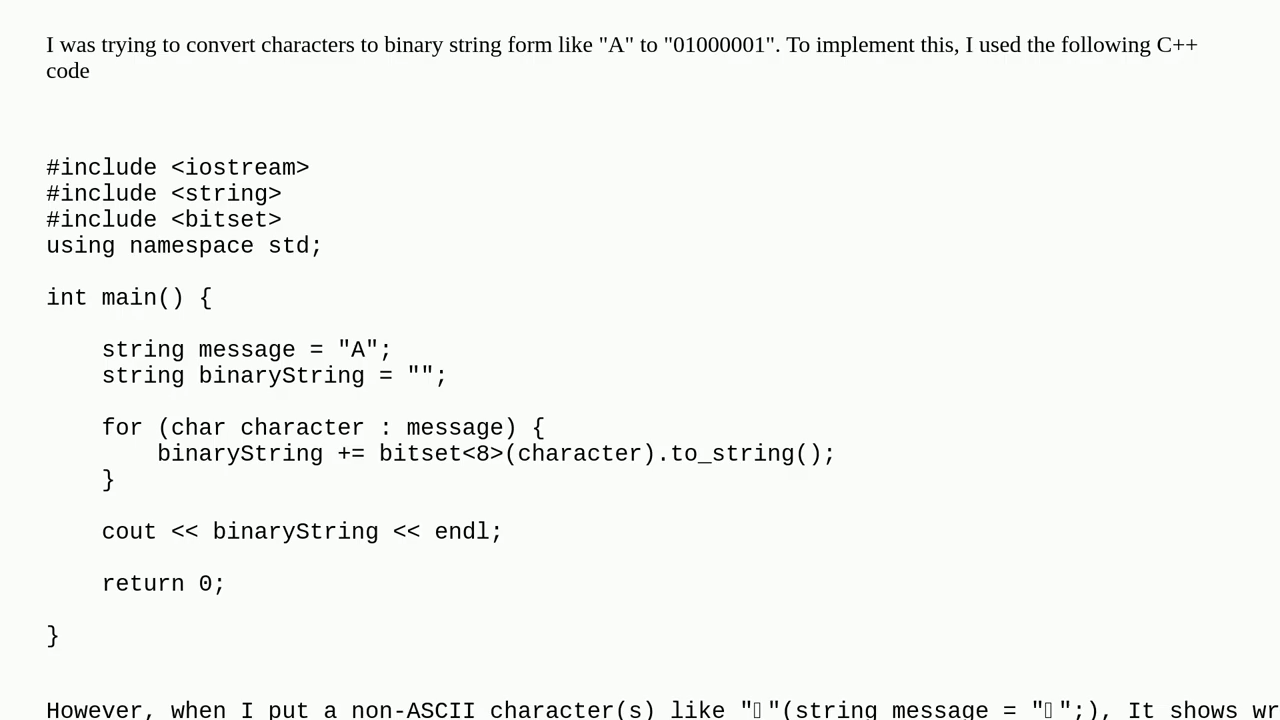 I was trying to convert characters to binary string form like "A" to "01000001". To implement this, I used the following C++
code
#include <iostream>
#include <string>
#include <bitset>
using namespace std;
int main() {
string message = "A";
string binaryString = "";
for (char character : message) {
binaryString += bitset<8>(character).to_string();
}
cout << binaryString << endl;
return 0;
}
However, when I put a non-ASCII character(s) like "▯"(string message = "▯";), It shows wr